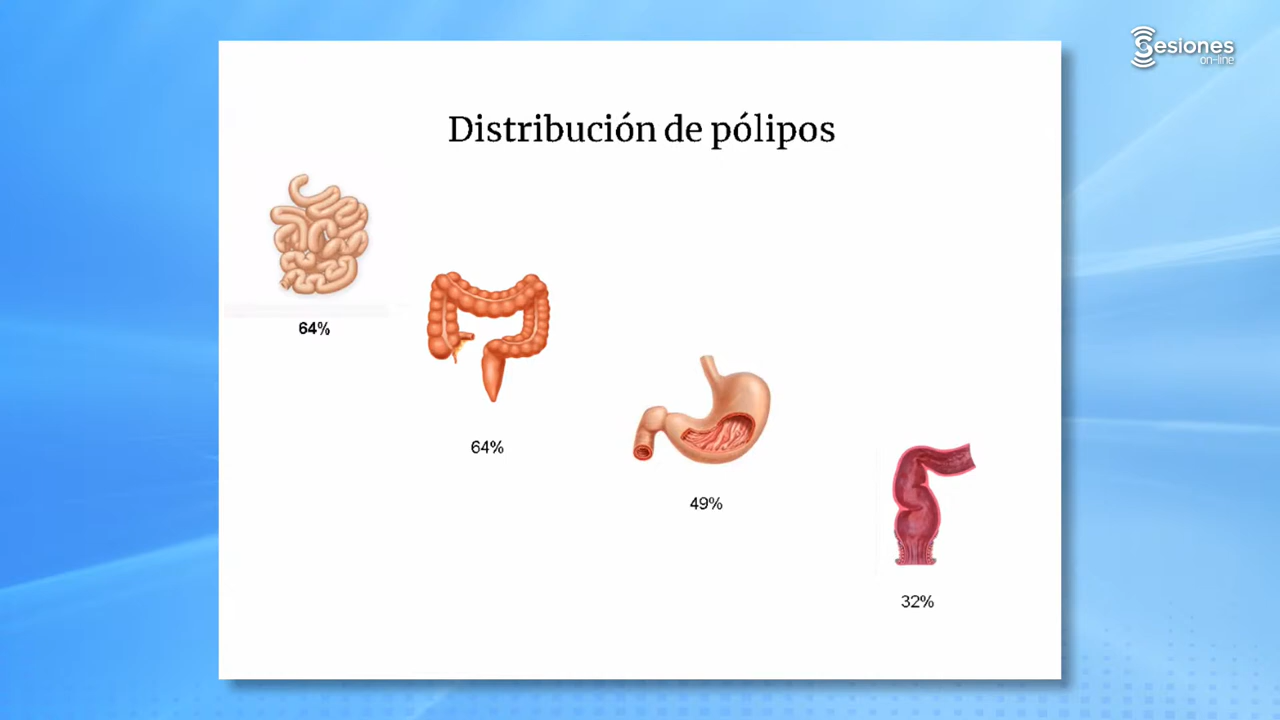 Sesiones
on-line
Distribución de pólipos
64%
64%
49%
32%